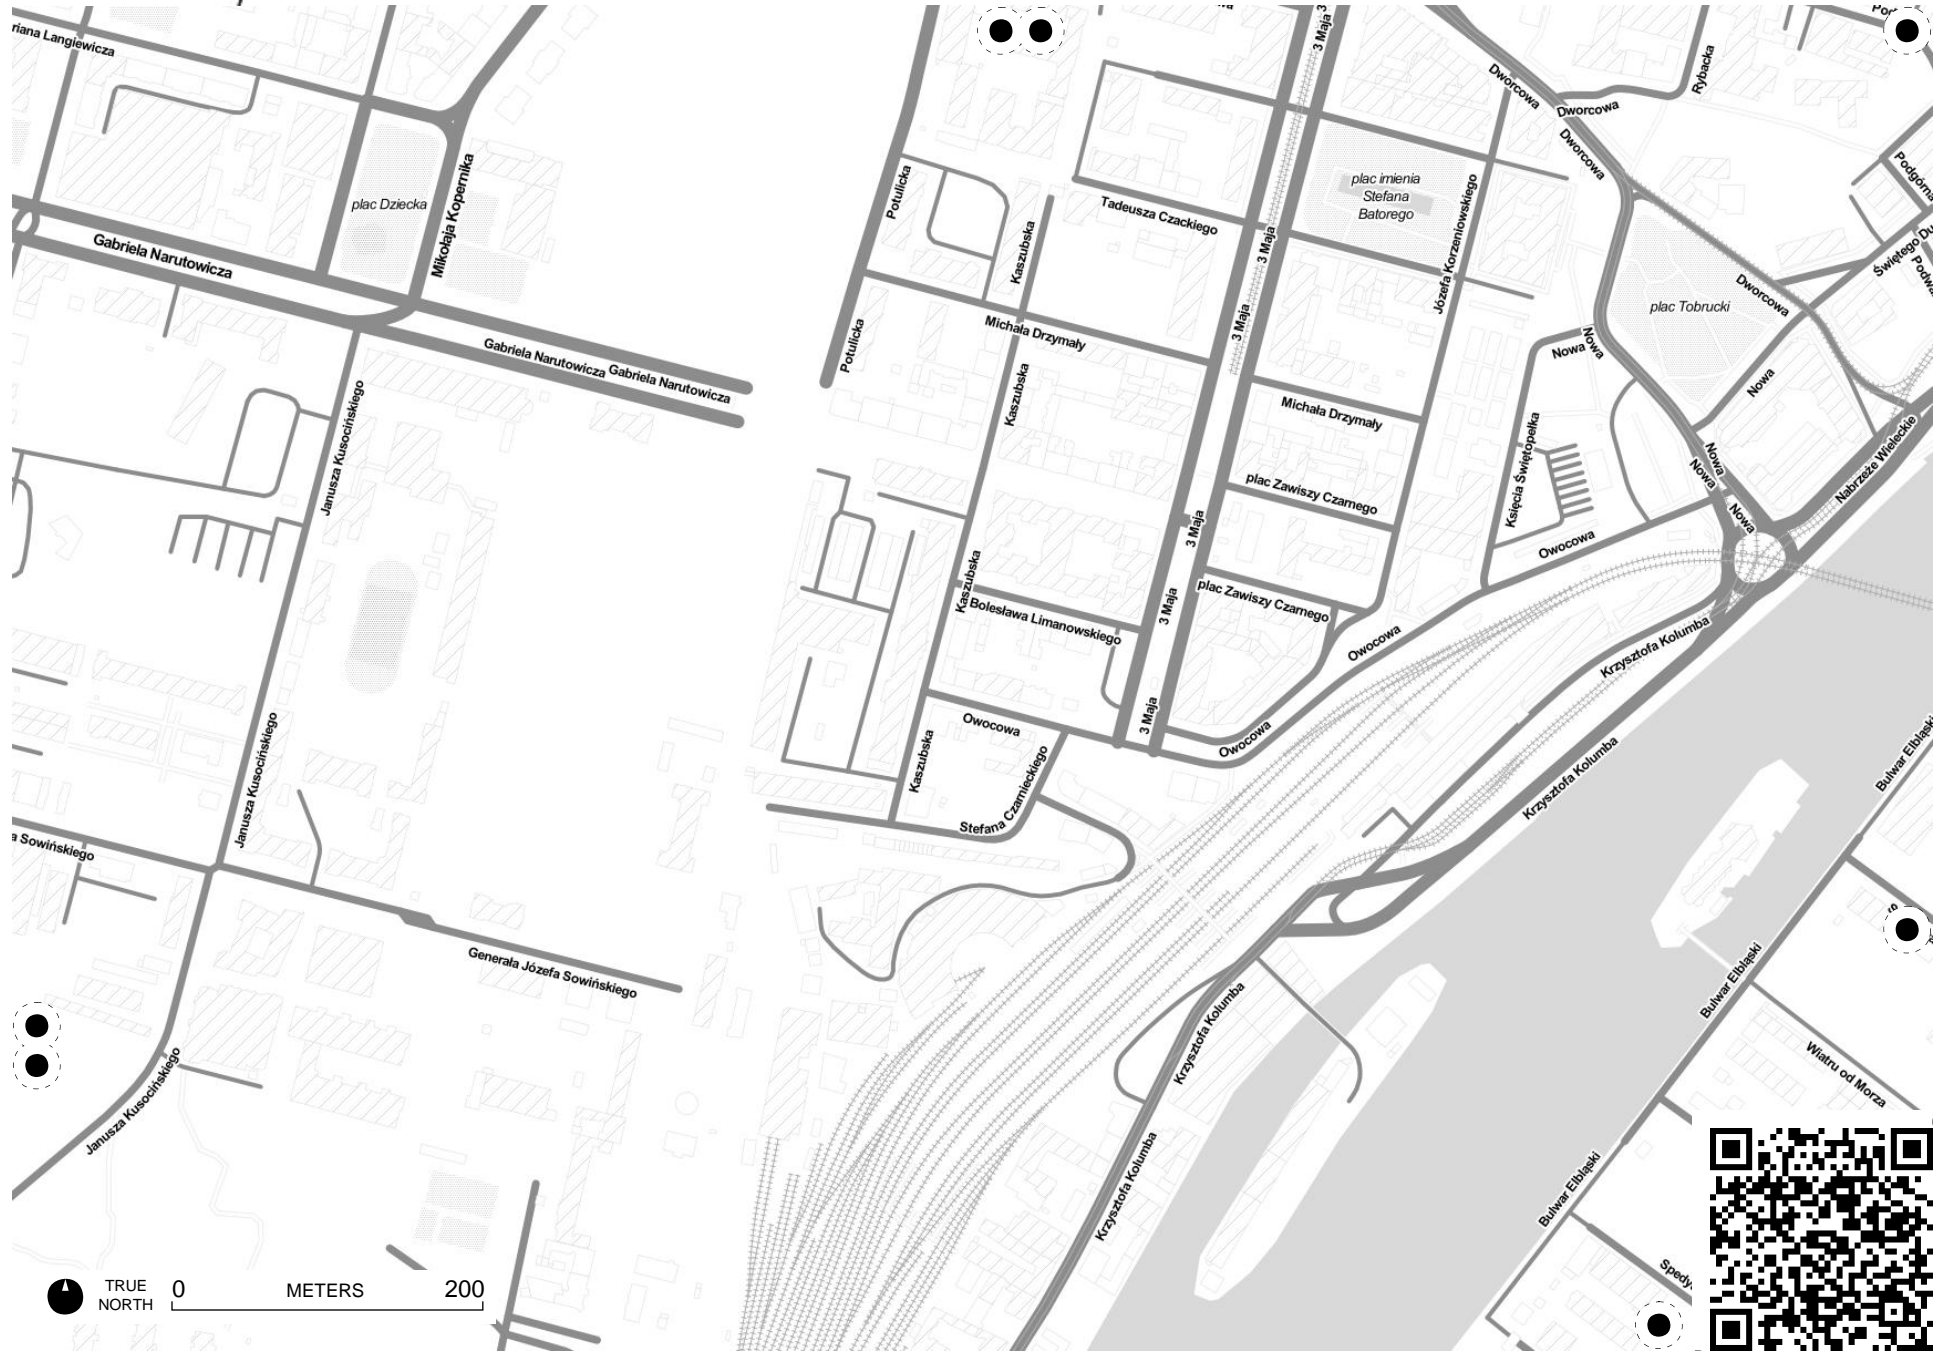 riana Langiewicza
3 Maja
Dworcowa
Dworcowa
Dworcowa
Rybacka
Podgórna
plac Dziecka
Mikołaja Kopernika
Gabriela Narutowicza
Potulicka
Kaszubska
Tadeusza Czackiego
3 Maja
plac imienia
Stefana
Batorego
Józefa Korzeniowskiego
Świętego Du
Podwa
Dworcowa
plac Tobrucki
Gabriela Narutowicza
Gabriela Narutowicza
Potulicka
Michała Drzymały
3 Maja
Nowa
Nowa
Nowa
Janusza Kusocińskiego
Kaszubska
Michała Drzymały
Księcia Świętopełka
Nabrzeże Wieleckie
Nowa
Nowa
Nowa
plac Zawiszy Czarnego
3 Maja
Owocowa
Kaszubska
Bolesława Limanowskiego
3 Maja
plac Zawiszy Czarnego
Owocowa
Krzysztofa Kolumba
Janusza Kusocińskiego
Owocowa
Kaszubska
3 Maja
Owocowa
Stefana Czarnieckiego
Krzysztofa Kolumba
Bulwar Elbląski
a Sowińskiego
Generała Józefa Sowińskiego
Krzysztofa Kolumba
Bulwar Elbląski
Janusza Kusocińskiego
Wiatru od Morza
Krzysztofa Kolumba
Bulwar Elbląski
Spedy
TRUE
NORTH
0 METERS 200